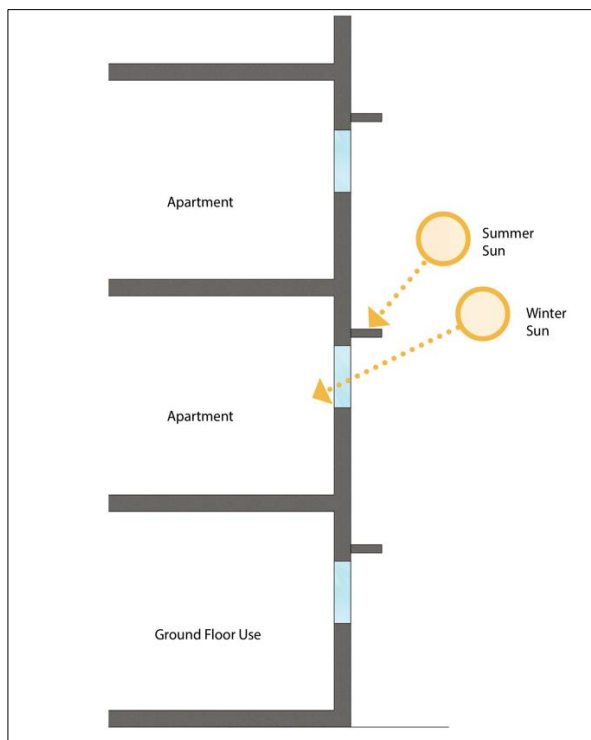 Apartment
Summer
Sun
Winter
Sun
Apartment
Ground Floor Use